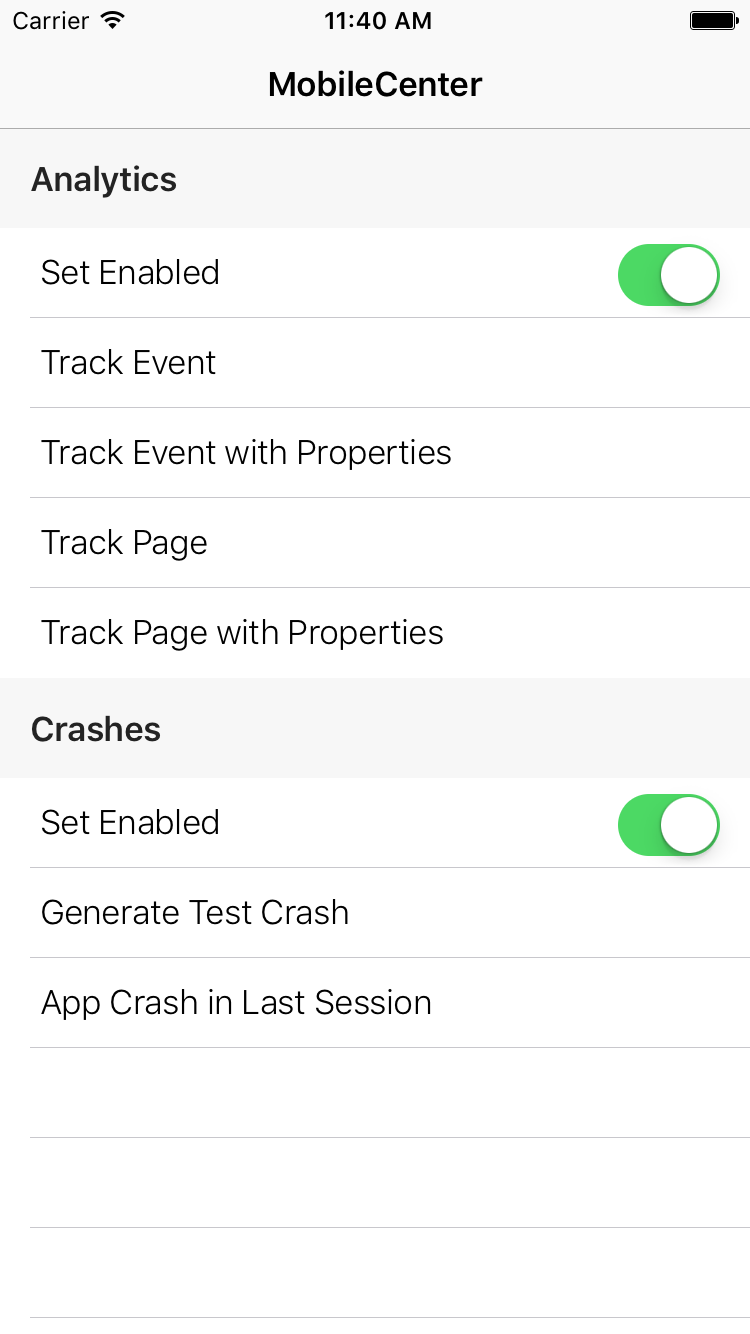 Carrier 11:40 AM
MobileCenter
Analytics
Set Enabled
Track Event
Track Event with Properties
Track Page
Track Page with Properties
Crashes
Set Enabled
Generate Test Crash
App Crash in Last Session